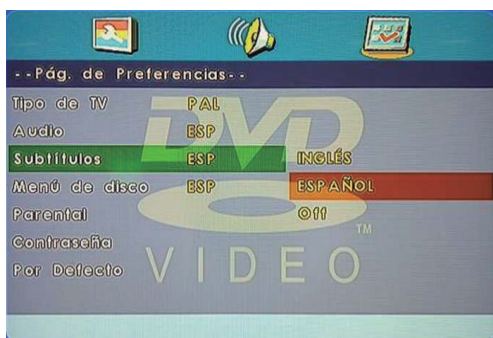 --Pág. de Preferencias--
Tipo de TV PAL
Audio ESP
Subtítulos ESP INGLÉS
Menú de disco ESP ESPAÑOL
Parental Off
Contraseña
Por Defecto
DVD
VIDEO
TM